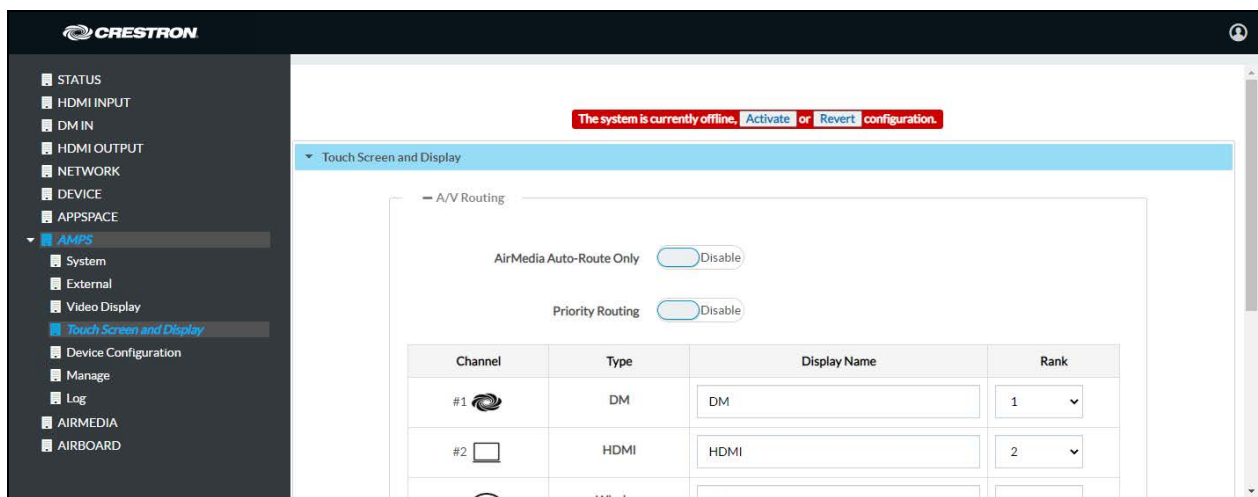 CRESTRON
STATUS
HDMI INPUT
DM IN
HDMI OUTPUT
NETWORK
DEVICE
APPSPACE
AMPS
System
External
Video Display
Touch Screen and Display
Device Configuration
Manage
Log
AIRMEDIA
AIRBOARD
The system is currently offline, Activate or Revert configuration.
Touch Screen and Display
A/V Routing
AirMedia Auto-Route Only Disable
Priority Routing Disable
Channel Type Display Name Rank
#1 DM DM 1
#2 HDMI HDMI 2